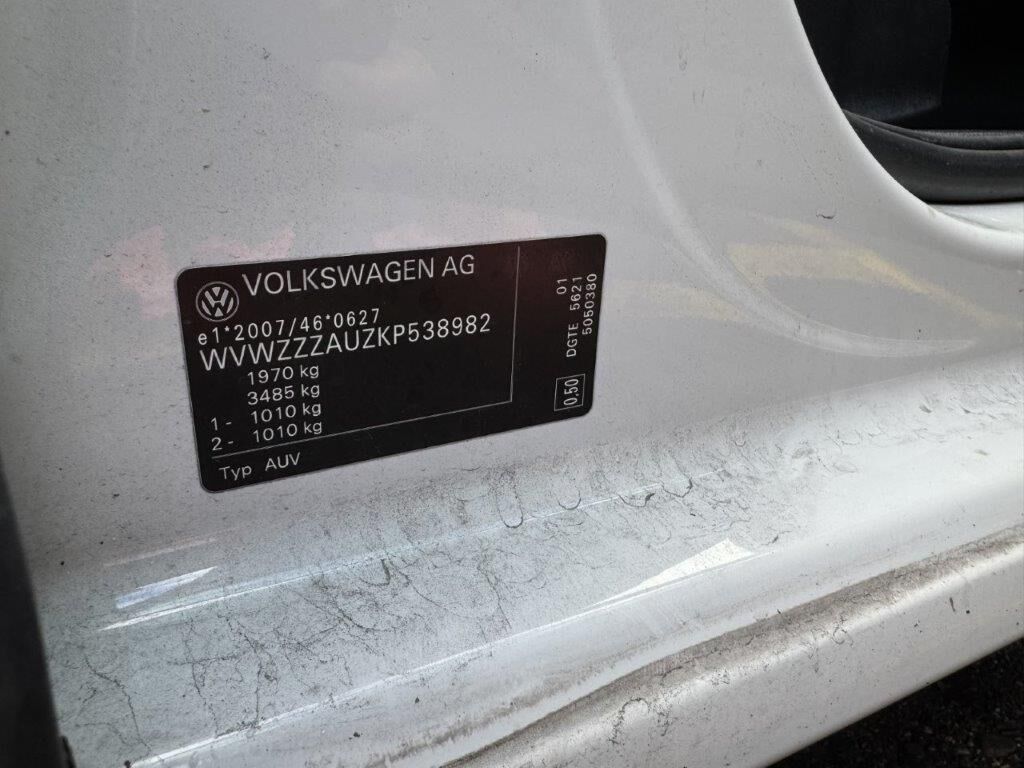 VOLKSWAGEN AG
e1*2007/46*0627
WVWZZZAUZKP538982
1970 kg
3485 kg
1 - 1010 kg
2 - 1010 kg
Typ AUV
DGTE 5621 01
5050380
0,50